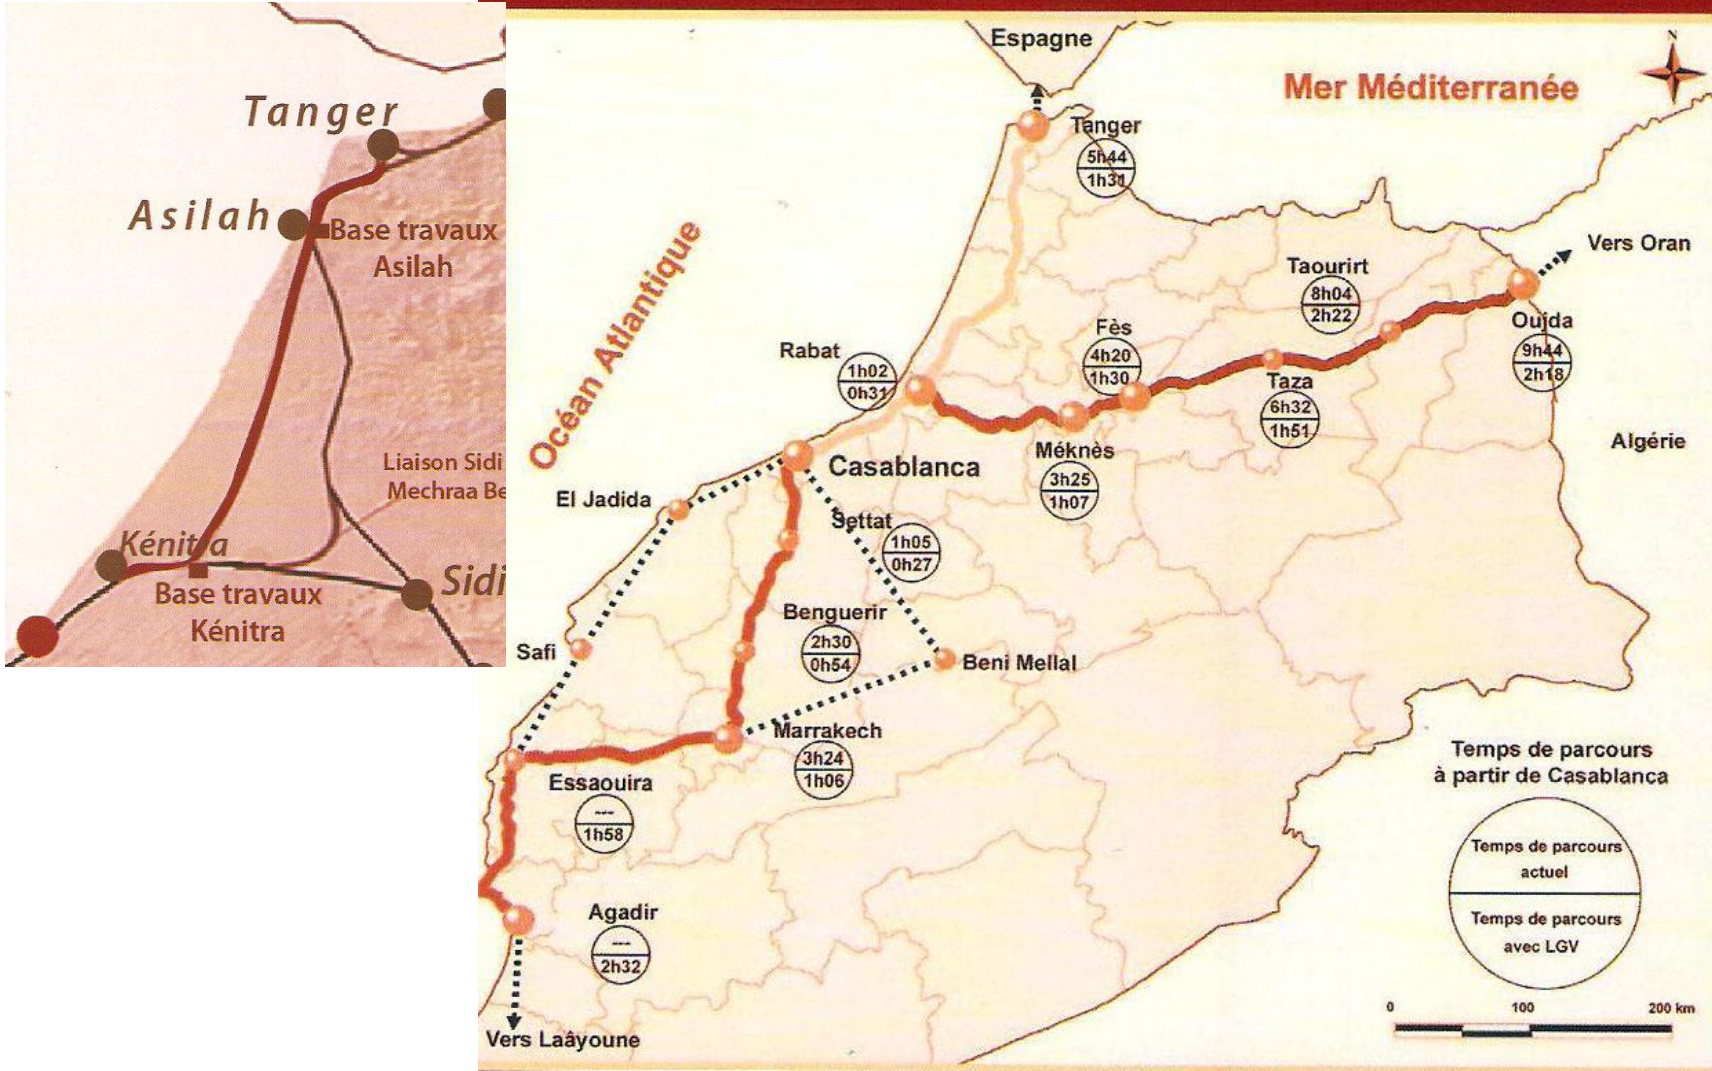 Tanger
Asilah
Base travaux
Asilah
Liaison Sidi
Mechraa Be
Kénitra
Base travaux
Kénitra
Sidi
Espagne
N
Mer Méditerranée
Tanger
5h44
1h31
Océan Atlantique
Vers Oran
Taourirt
8h04
2h22
Oujda
9h44
2h18
Fès
4h20
1h30
Rabat
1h02
0h31
Taza
6h32
1h51
Algérie
Méknès
3h25
1h07
Casablanca
El Jadida
Settat
1h05
0h27
Benguerir
2h30
0h54
Safi
Beni Mellal
Marrakech
3h24
1h06
Essaouira
---
1h58
Agadir
---
2h32
Vers Laâyoune
Temps de parcours
à partir de Casablanca
Temps de parcours
actuel
Temps de parcours
avec LGV
0 100 200 km